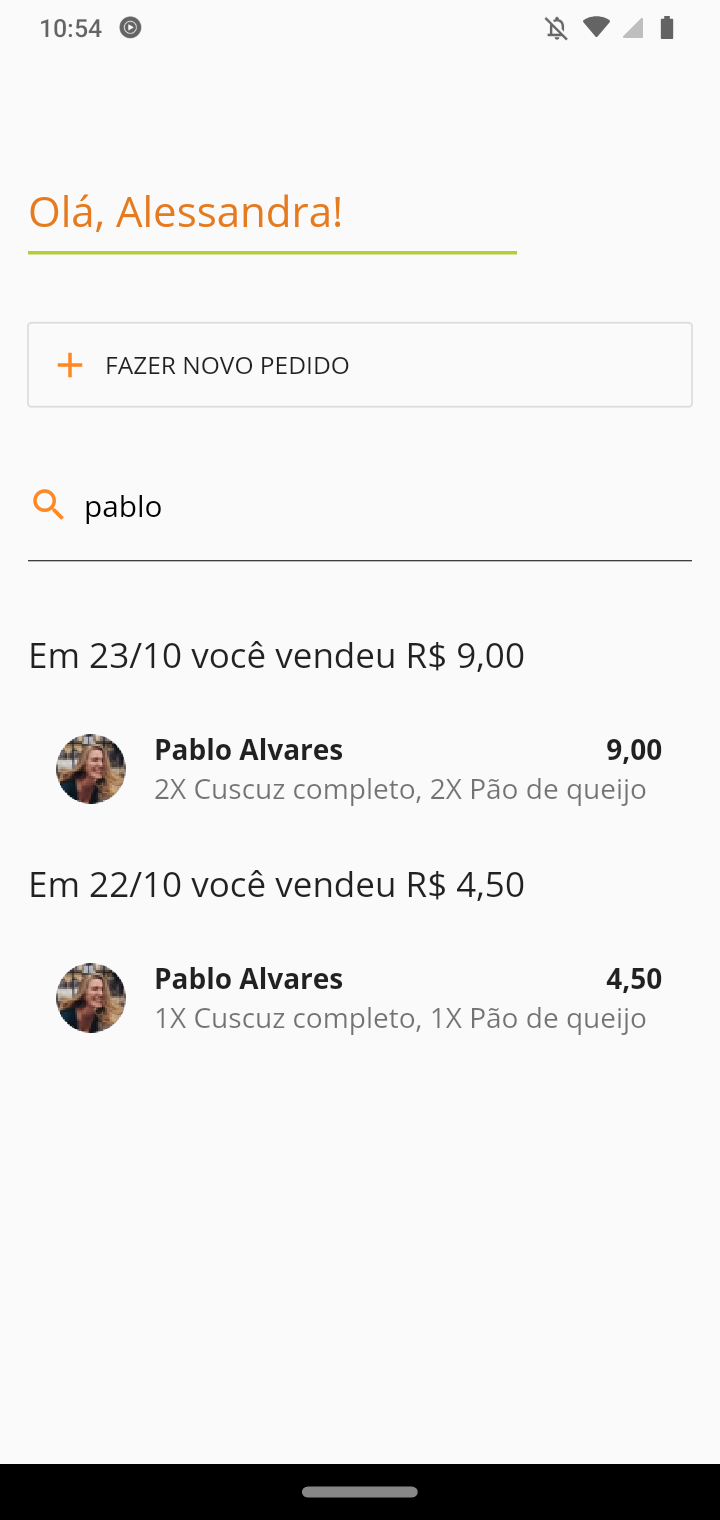 10:54
Olá, Alessandra!
FAZER NOVO PEDIDO
pablo
Em 23/10 você vendeu R$ 9,00
Pablo Alvares 9,00
2X Cuscuz completo, 2X Pão de queijo
Em 22/10 você vendeu R$ 4,50
Pablo Alvares 4,50
1X Cuscuz completo, 1X Pão de queijo